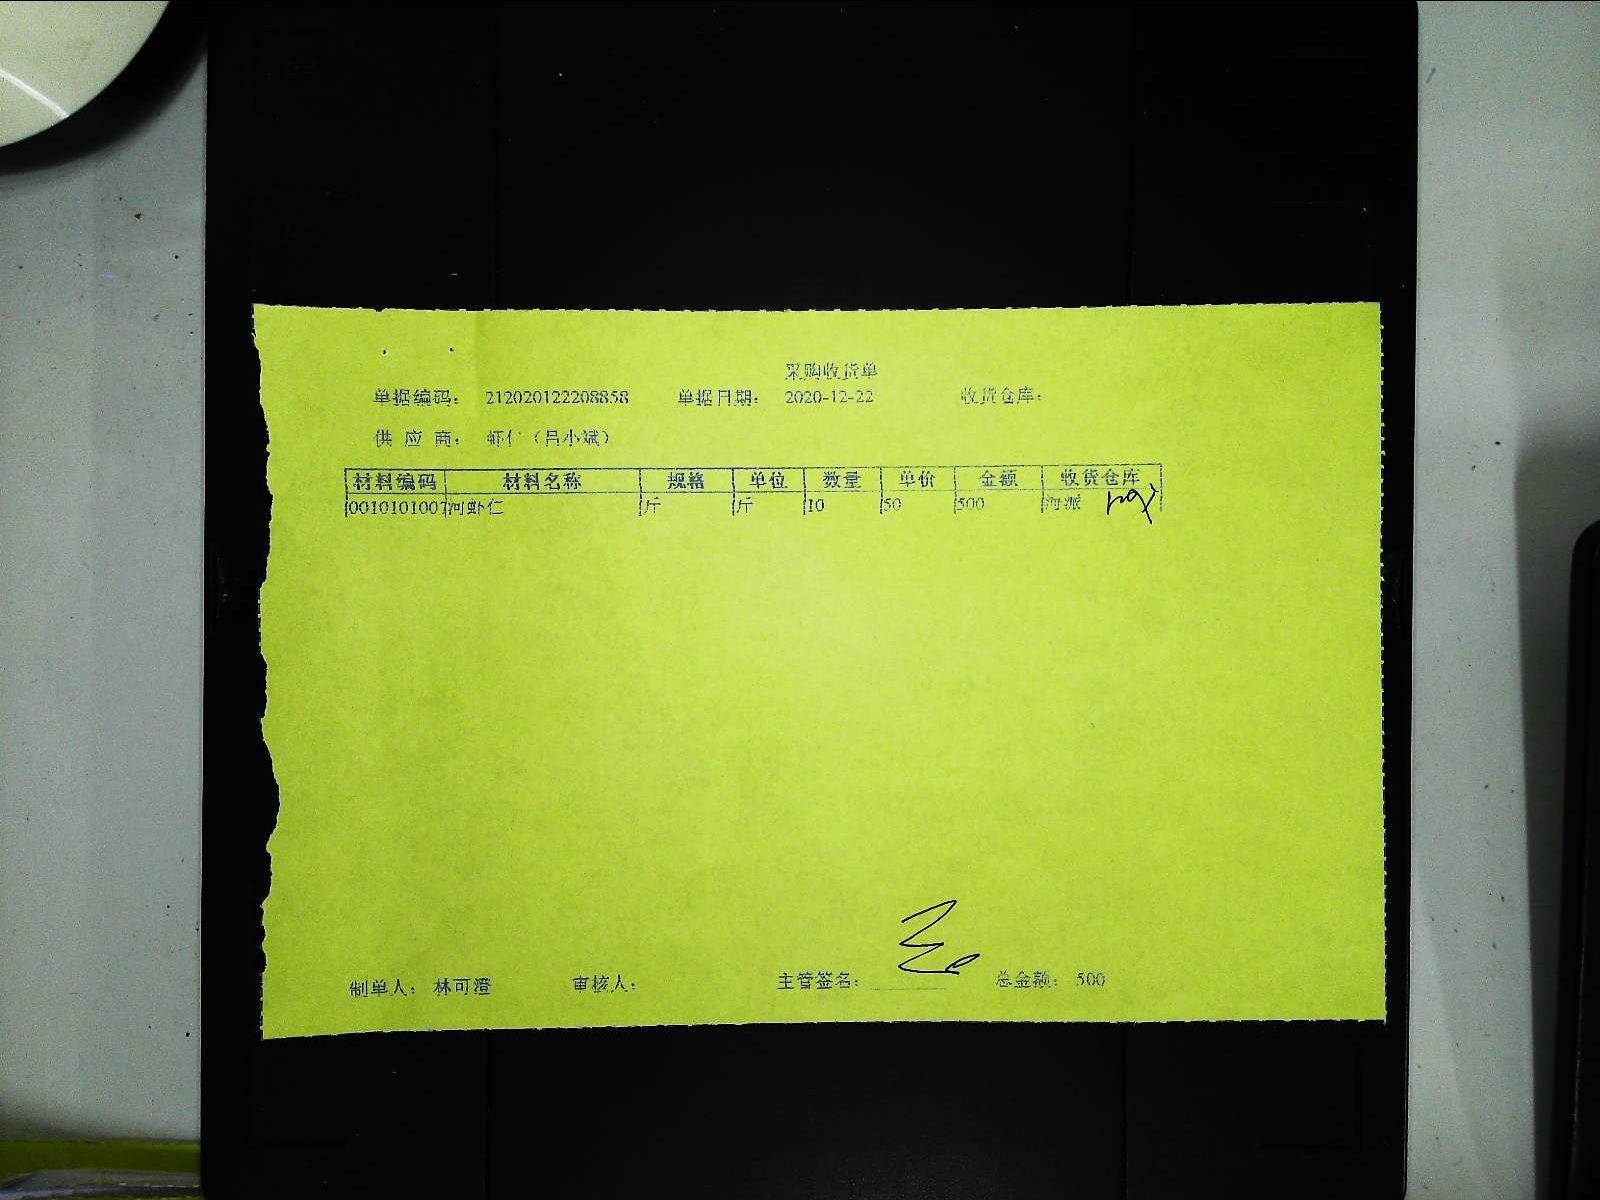 采购收货单
单据编码： 212020122208858 单据日期： 2020-12-22 收货仓库：
供 应 商： 虾仁（吕小斌）
材料编码 材料名称 规格 单位 数量 单价 金额 收货仓库
0010101007 河虾仁 斤 斤 10 50 500 海派
制单人： 林可澄 审核人： 主管签名： 总金额： 500